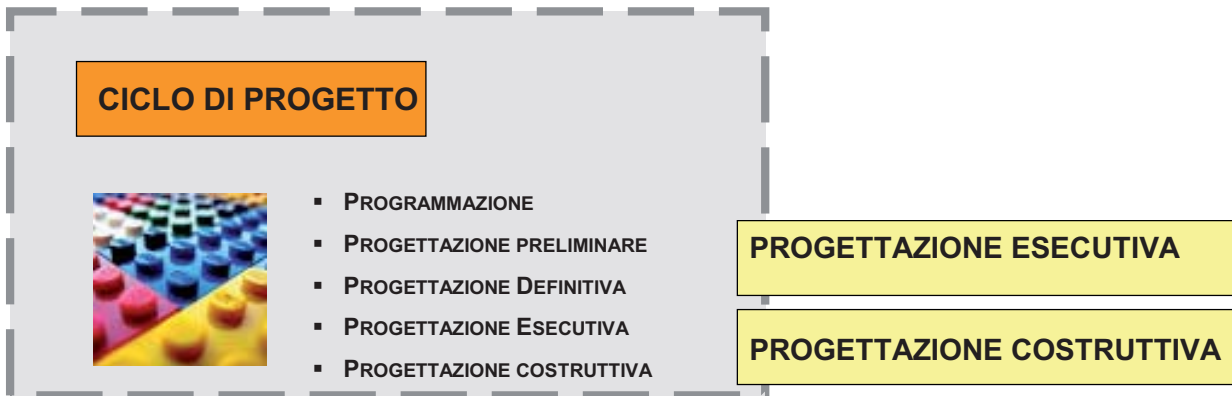 CICLO DI PROGETTO
▪ PROGRAMMAZIONE
▪ PROGETTAZIONE PRELIMINARE
▪ PROGETTAZIONE DEFINITIVA
▪ PROGETTAZIONE ESECUTIVA
▪ PROGETTAZIONE COSTRUTTIVA
PROGETTAZIONE ESECUTIVA
PROGETTAZIONE COSTRUTTIVA